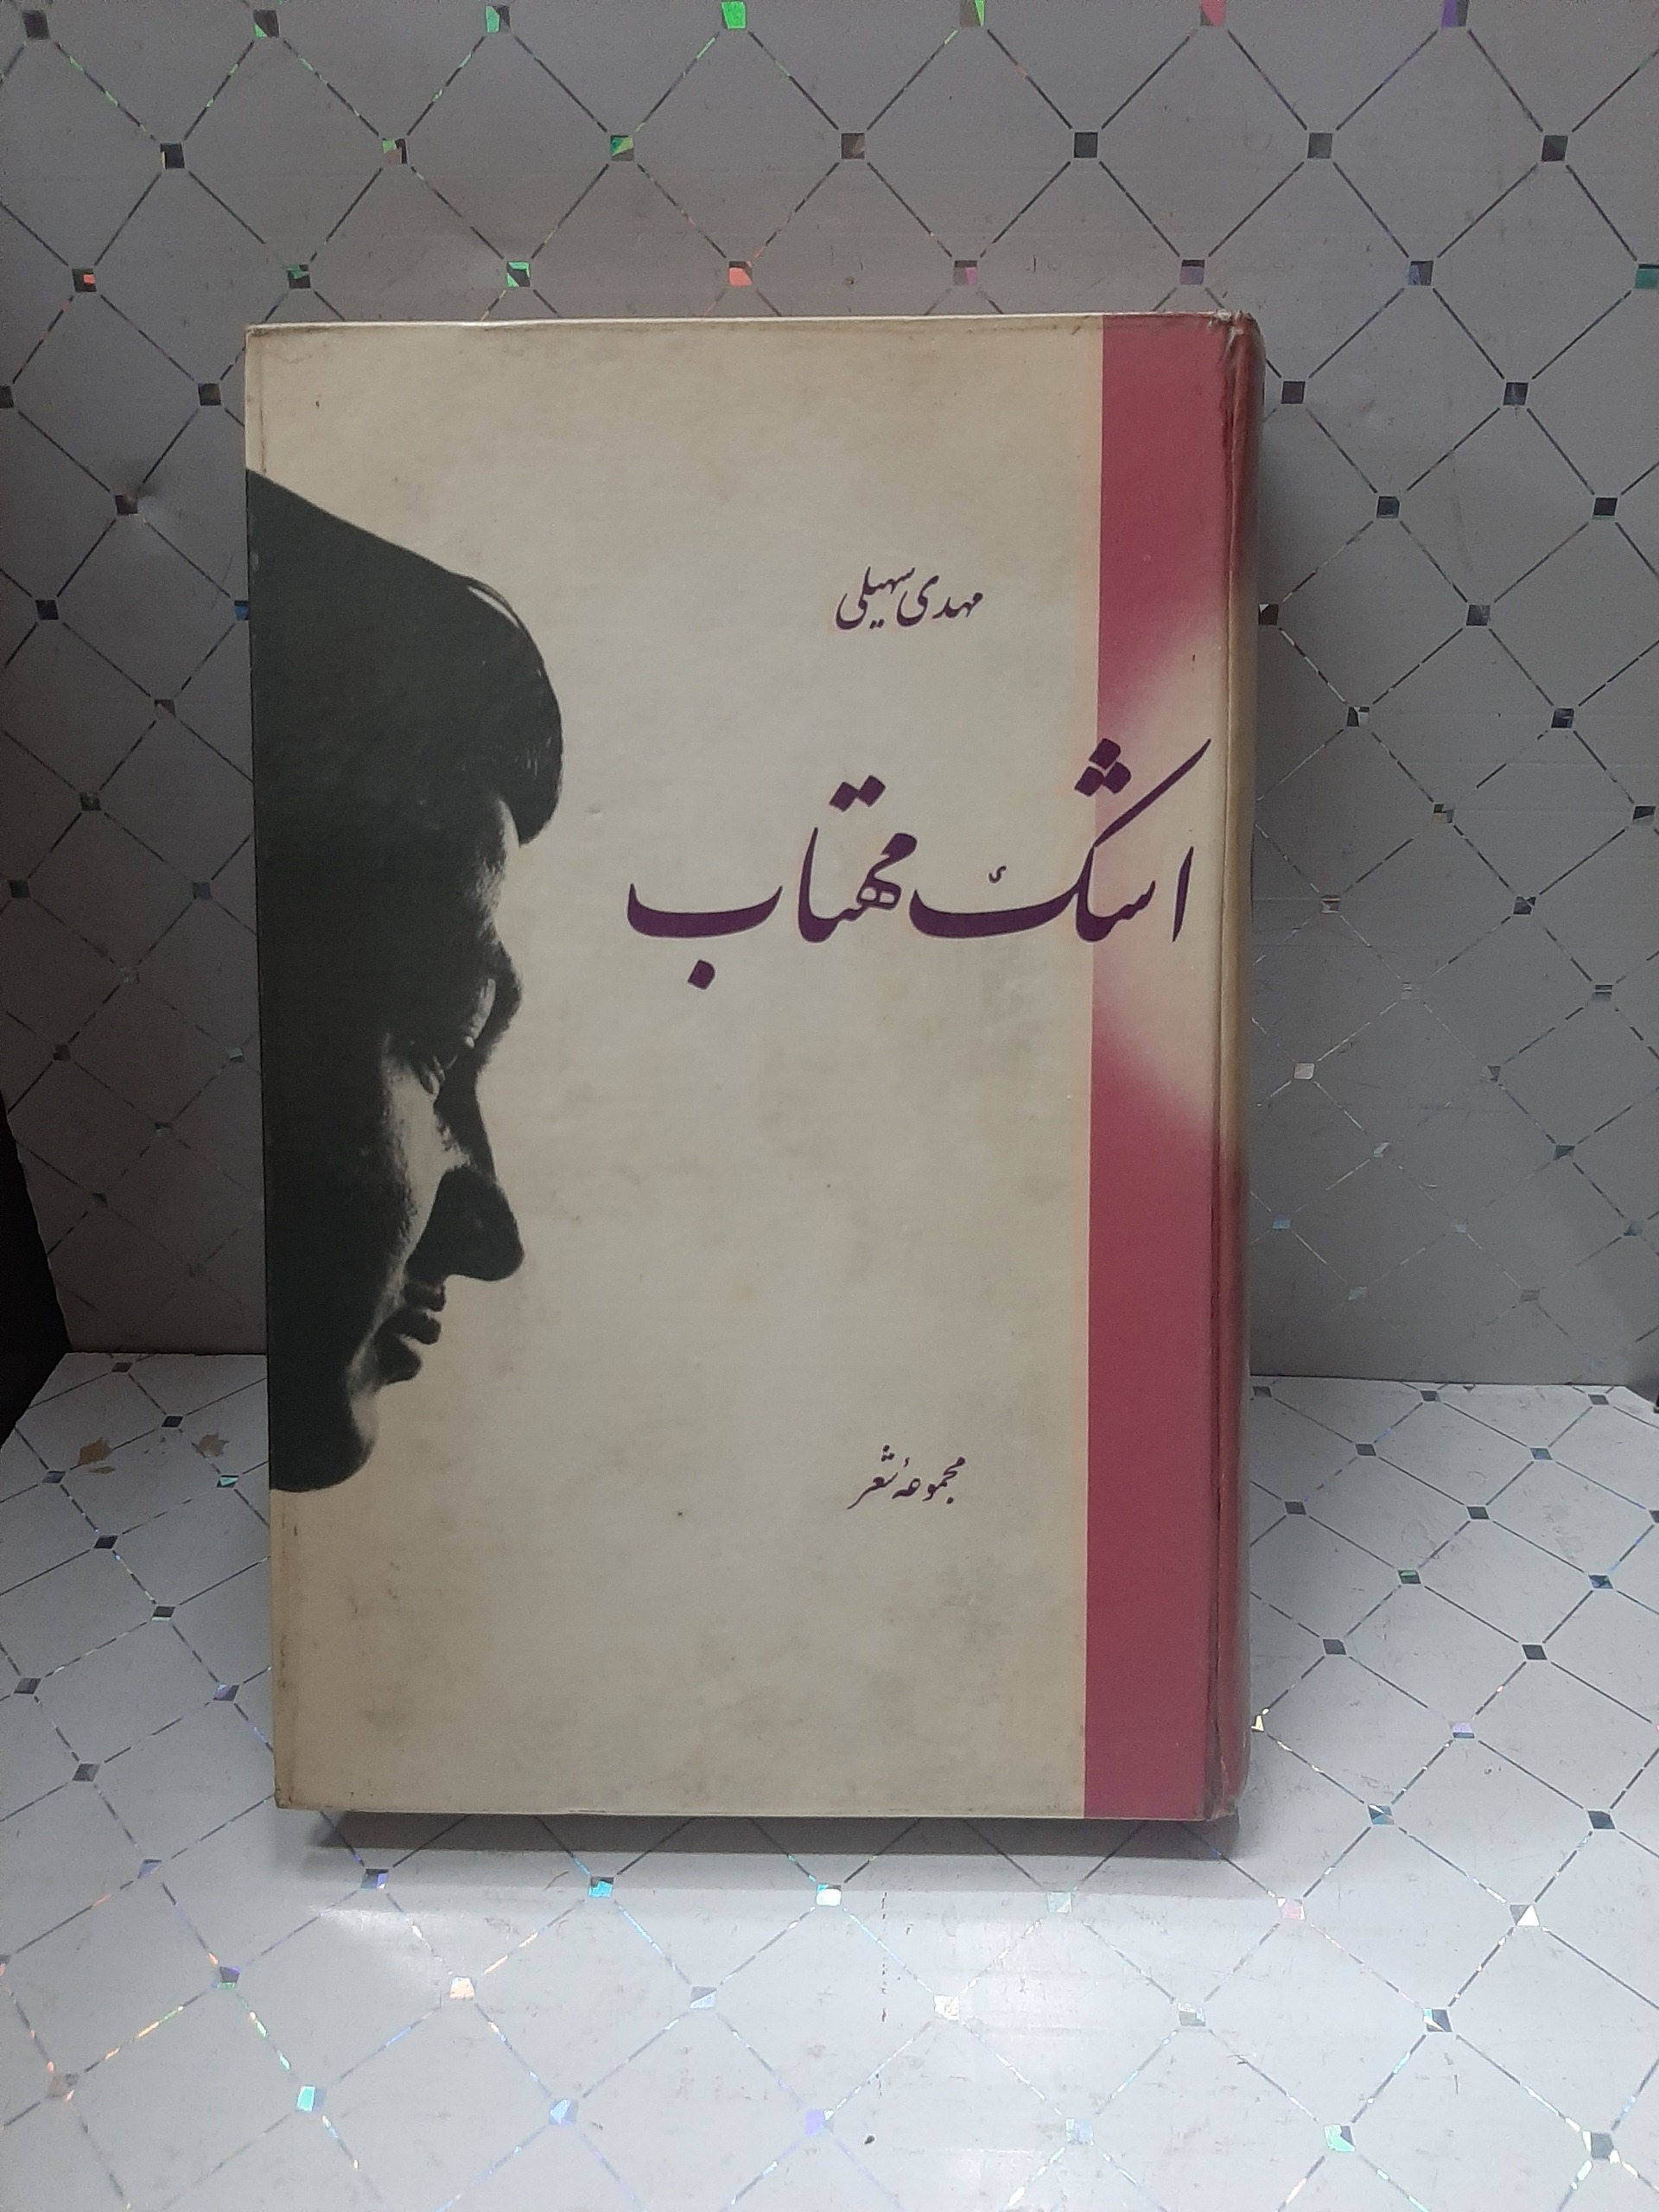 مهدی سهیلی
اشک مهتاب
مجموعهٔ شعر